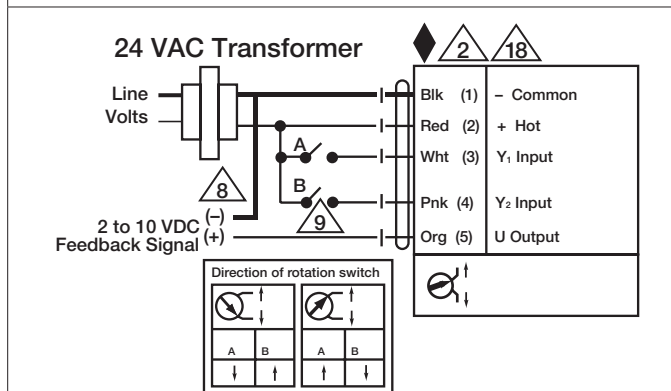 24 VAC Transformer
2
18
Line
Volts
Blk (1) – Common
Red (2) + Hot
A
Wht (3) Y₁ Input
8
B
9
Pnk (4) Y₂ Input
2 to 10 VDC (–)
Feedback Signal (+)
Org (5) U Output
Direction of rotation switch
A B A B